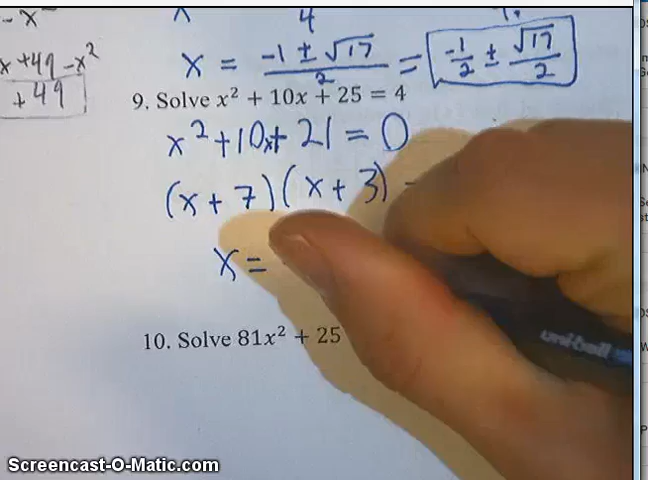 - x
x + 49 - x²
+ 49
4
x = -1 ± √17 / 2 = -1/2 ± √17/2
9. Solve x² + 10x + 25 = 4
x² + 10x + 21 = 0
(x + 7)(x + 3)
x =
10. Solve 81x² + 25
uniball
Screencast-O-Matic.com